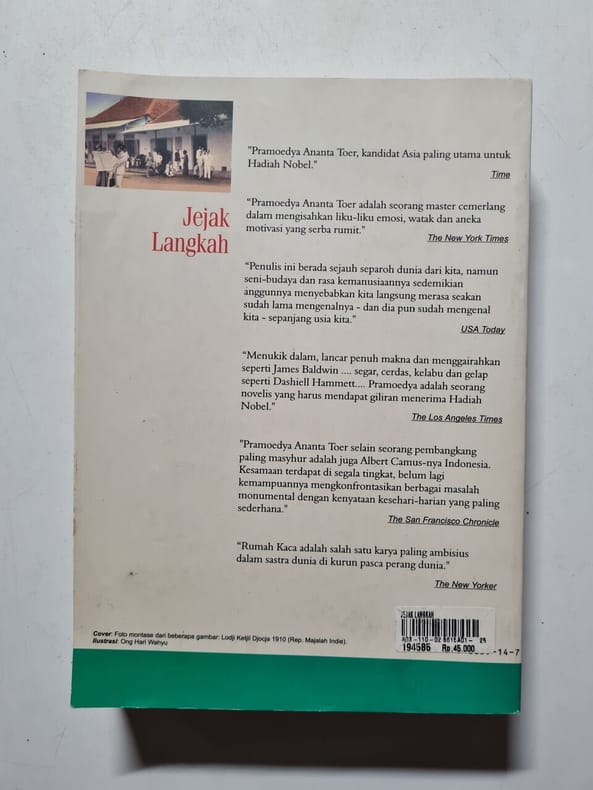 Jejak
Langkah
"Pramoedya Ananta Toer, kandidat Asia paling utama untuk
Hadiah Nobel."
Time
“Pramoedya Ananta Toer adalah seorang master cemerlang
dalam mengisahkan liku-liku emosi, watak dan aneka
motivasi yang serba rumit."
The New York Times
“Penulis ini berada sejauh separoh dunia dari kita, namun
seni-budaya dan rasa kemanusiaannya sedemikian
anggunnya menyebabkan kita langsung merasa seakan
sudah lama mengenalnya - dan dia pun sudah mengenal
kita - sepanjang usia kita."
USA Today
“Menukik dalam, lancar penuh makna dan menggairahkan
seperti James Baldwin .... segar, cerdas, kelabu dan gelap
seperti Dashiell Hammett.... Pramoedya adalah seorang
novelis yang harus mendapat giliran menerima Hadiah
Nobel."
The Los Angeles Times
"Pramoedya Ananta Toer selain seorang pembangkang
paling masyhur adalah juga Albert Camus-nya Indonesia.
Kesamaan terdapat di segala tingkat, belum lagi
kemampuannya mengkonfrontasikan berbagai masalah
monumental dengan kenyataan kesehari-harian yang paling
sederhana."
The San Francisco Chronicle
“Rumah Kaca adalah salah satu karya paling ambisius
dalam sastra dunia di kurun pasca perang dunia."
The New Yorker
Cover: Foto montase dari beberapa gambar: Lodji Ketjil Djocja 1910 (Rep. Majalah Indie).
Ilustrasi: Ong Hari Wahyu
JEJAK LANGKAH
194585 Rp.45.000
-14-7